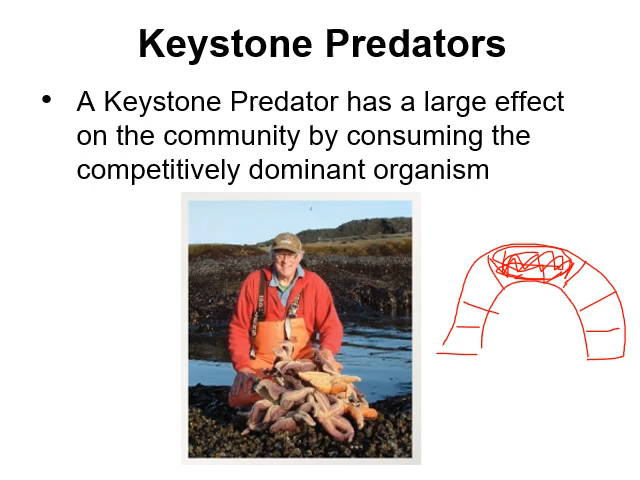 Keystone Predators
• A Keystone Predator has a large effect
on the community by consuming the
competitively dominant organism